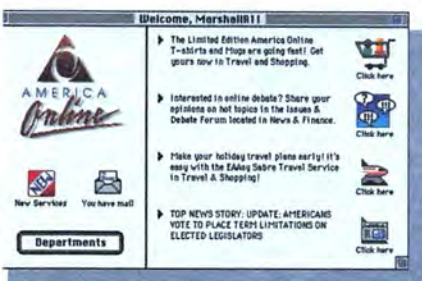 Welcome, MarshallA1!
AMERICA
Online
New Services
You have mail
Departments
The Limited Edition America Online
T-shirts and Mugs are going fast! Get
yours now in Travel and Shopping.
Click here
Interested in online debate? Share your
opinions on hot topics in the Issues &
Debate Forum located in News & Finance.
Click here
Make your holiday travel plans early! It's
easy with the EAAsy Sabre Travel Service
in Travel & Shopping!
Click here
TOP NEWS STORY: UPDATE: AMERICANS
VOTE TO PLACE TERM LIMITATIONS ON
ELECTED LEGISLATORS
Click here